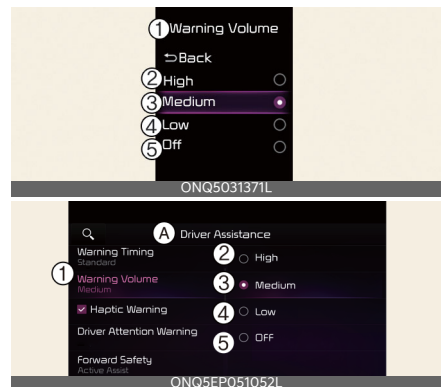 ① Warning Volume
⮌Back
② High
③ Medium
④ Low
⑤ Off
ONQ5031371L
Ⓐ Driver Assistance
Warning Timing
Standard
① Warning Volume
Medium
Haptic Warning
Driver Attention Warning
Forward Safety
Active Assist
② High
③ Medium
④ Low
⑤ OFF
ONQ5EP051052L